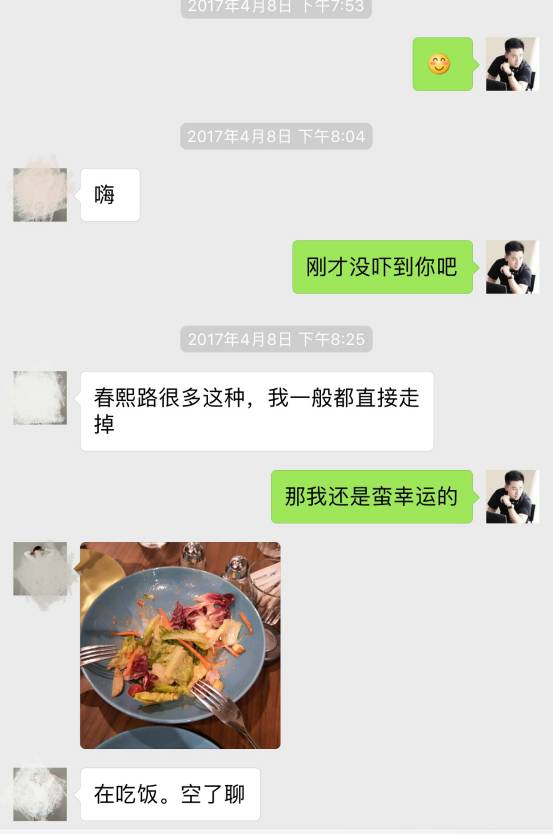 2017年4月8日 下午7:53
2017年4月8日 下午8:04
嗨
刚才没吓到你吧
2017年4月8日 下午8:25
春熙路很多这种，我一般都直接走
掉
那我还是蛮幸运的
在吃饭。空了聊